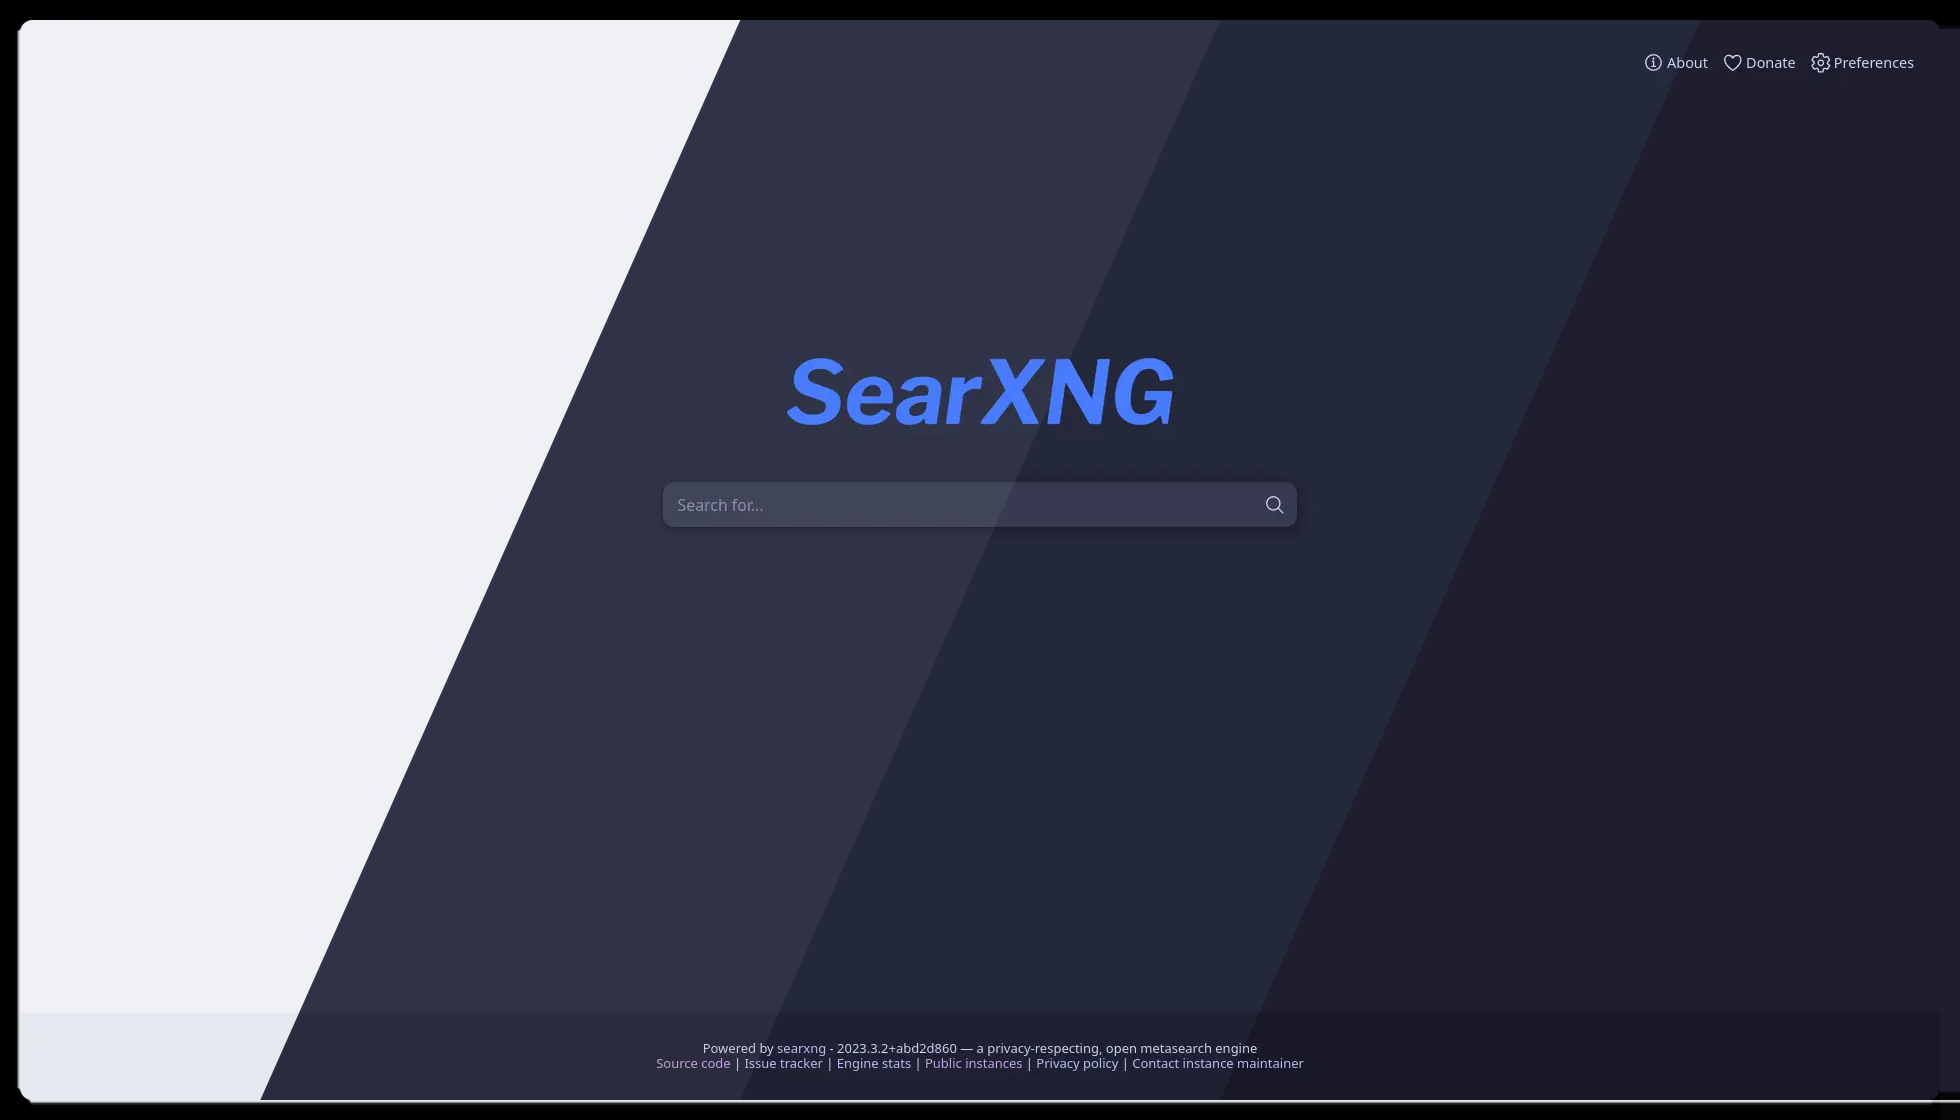 About Donate Preferences
SearXNG
Search for...
Powered by searxng - 2023.3.2+abd2d860 — a privacy-respecting, open metasearch engine
Source code | Issue tracker | Engine stats | Public instances | Privacy policy | Contact instance maintainer